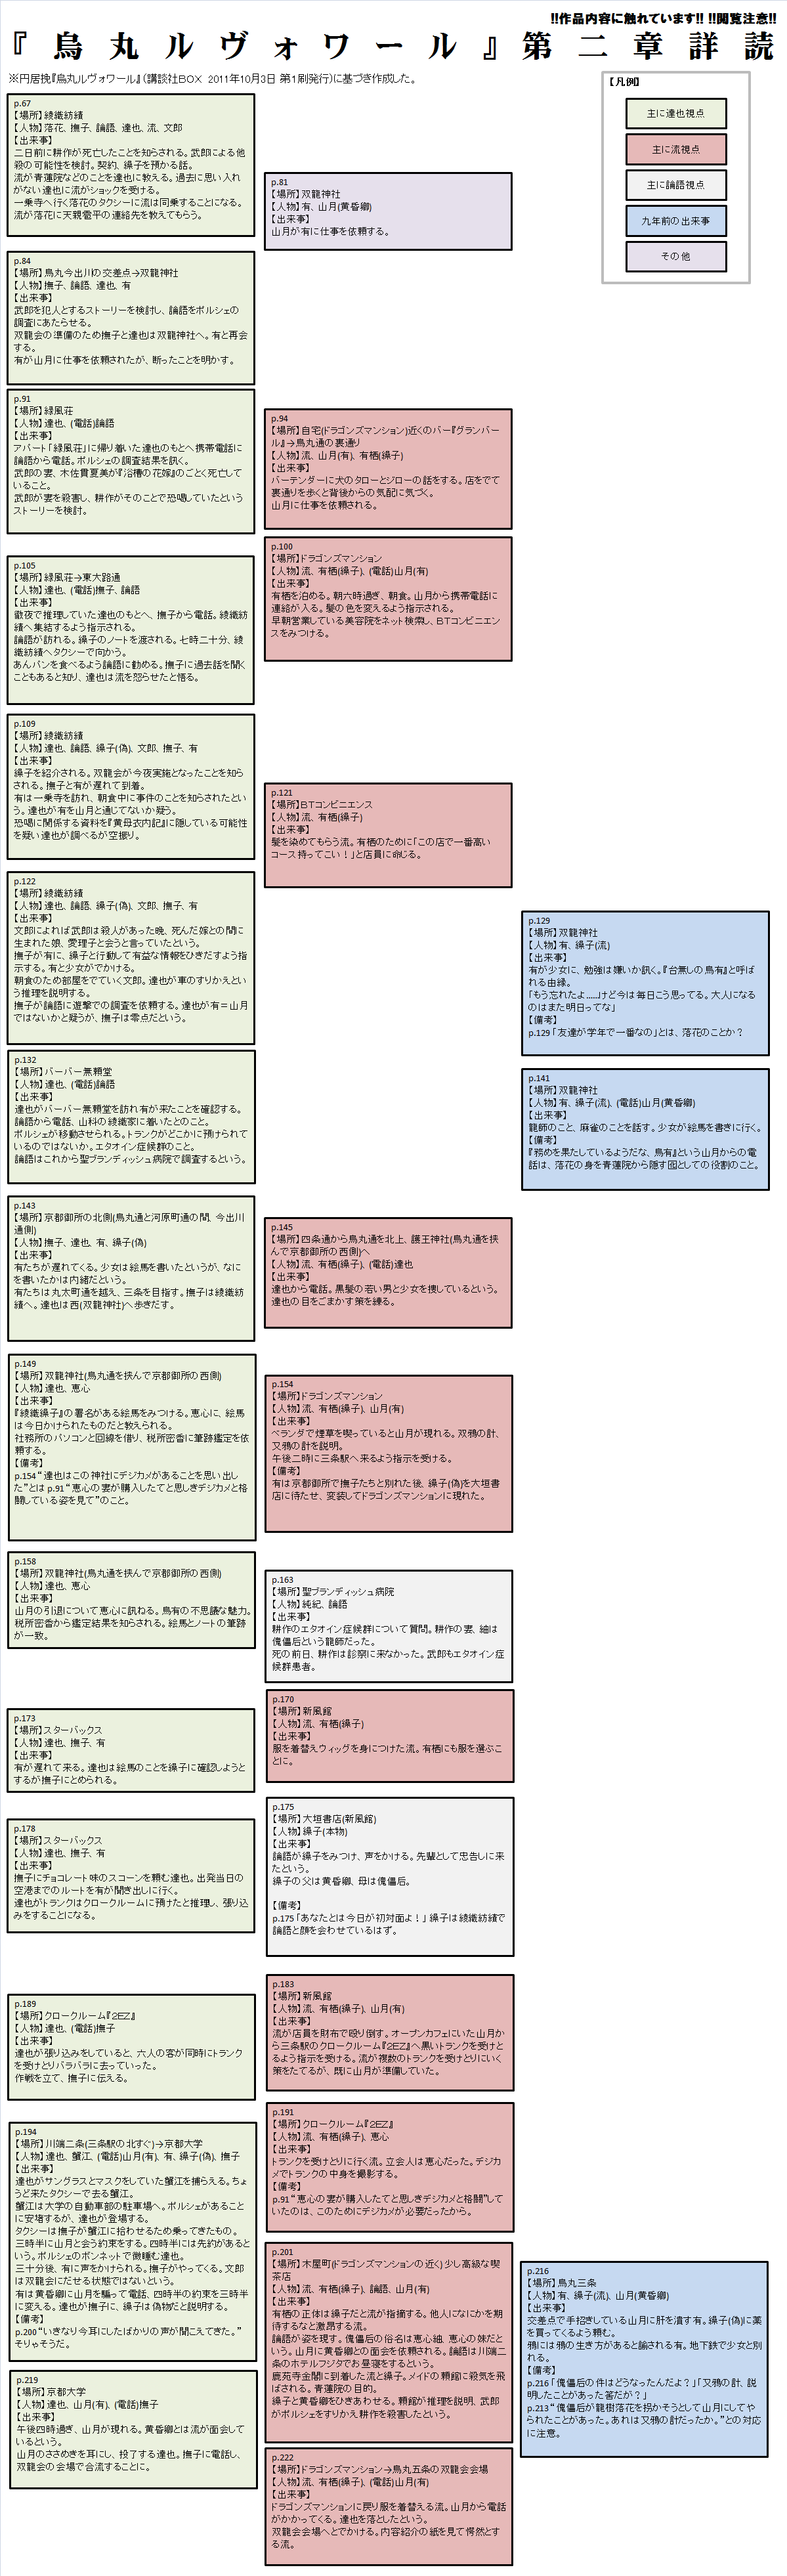 !!作品内容に触れています!! !!閲覧注意!!
『烏丸ルヴォワール』第二章詳読
※円居挽『烏丸ルヴォワール』(講談社BOX 2011年10月3日 第1刷発行)に基づき作成した。
【凡例】
主に達也視点
主に流視点
主に論語視点
九年前の出来事
その他
p.67
【場所】綾織紡績
【人物】落花、撫子、論語、達也、流、文郎
【出来事】
二日前に耕作が死亡したことを知らされる。武郎による他
殺の可能性を検討。契約、繰子を預かる話。
流が青蓮院などのことを達也に教える。過去に思い入れ
がない達也に流がショックを受ける。
一乗寺へ行く落花のタクシーに流は同乗することになる。
流が落花に天親雹平の連絡先を教えてもらう。
p.81
【場所】双龍神社
【人物】有、山月(黄昏卿)
【出来事】
山月が有に仕事を依頼する。
p.84
【場所】烏丸今出川の交差点→双龍神社
【人物】撫子、論語、達也、有
【出来事】
武郎を犯人とするストーリーを検討し、論語をポルシェの
調査にあたらせる。
双龍会の準備のため撫子と達也は双龍神社へ。有と再会
する。
有が山月に仕事を依頼されたが、断ったことを明かす。
p.91
【場所】緑風荘
【人物】達也、(電話)論語
【出来事】
アパート「緑風荘」に帰り着いた達也のもとへ携帯電話に
論語から電話。ポルシェの調査結果を訊く。
武郎の妻、木佐貫夏美が『浴槽の花嫁』のごとく死亡して
いること。
武郎が妻を殺害し、耕作がそのことで恐喝していたという
ストーリーを検討。
p.94
【場所】自宅(ドラゴンズマンション)近くのバー『グランバー
ル』→烏丸通の裏通り
【人物】流、山月(有)、有栖(繰子)
【出来事】
バーテンダーに犬のタローとジローの話をする。店をでて
裏通りを歩くと背後からの気配に気づく。
山月に仕事を依頼される。
p.100
【場所】ドラゴンズマンション
【人物】流、有栖(繰子)、(電話)山月(有)
【出来事】
有栖を泊める。朝六時過ぎ、朝食。山月から携帯電話に
連絡が入る。髪の色を変えるよう指示される。
早朝営業している美容院をネット検索し、BTコンビニエン
スをみつける。
p.105
【場所】緑風荘→東大路通
【人物】達也、(電話)撫子、論語
【出来事】
徹夜で推理していた達也のもとへ、撫子から電話。綾織紡
績へ集結するよう指示される。
論語が訪れる。繰子のノートを渡される。七時二十分、綾
織紡績へタクシーで向かう。
あんパンを食べるよう論語に勧める。撫子に過去話を聞く
こともあると知り、達也は流を怒らせたと悟る。
p.109
【場所】綾織紡績
【人物】達也、論語、繰子(偽)、文郎、撫子、有
【出来事】
繰子を紹介される。双龍会が今夜実施となったことを知ら
される。撫子と有が遅れて到着。
有は一乗寺を訪れ、朝食中に事件のことを知らされたとい
う。達也が有を山月と通じてないか疑う。
恐喝に関係する資料を『黄母衣内記』に隠している可能性
を疑い達也が調べるが空振り。
p.121
【場所】BTコンビニエンス
【人物】流、有栖(繰子)
【出来事】
髪を染めてもらう流。有栖のために「この店で一番高い
コース持ってこい！」と店員に命じる。
p.122
【場所】綾織紡績
【人物】達也、論語、繰子(偽)、文郎、撫子、有
【出来事】
文郎によれば武郎は殺人があった晩、死んだ嫁との間に
生まれた娘、愛理子と会うと言っていたという。
撫子が有に、繰子と行動して有益な情報をひきだすよう指
示する。有と少女がでかける。
朝食のため部屋をでていく文郎。達也が車のすりかえとい
う推理を説明する。
撫子が論語に遊撃での調査を依頼する。達也が有＝山月
ではないかと疑うが、撫子は零点だという。
p.129
【場所】双龍神社
【人物】有、繰子(流)
【出来事】
有が少女に、勉強は嫌いか訊く。『台無しの烏有』と呼ば
れる由縁。
「もう忘れたよ……けど今は毎日こう思ってる。大人になる
のはまた明日ってな」
【備考】
p.129「友達が学年で一番なの」とは、落花のことか？
p.132
【場所】バーバー無頼堂
【人物】達也、(電話)論語
【出来事】
達也がバーバー無頼堂を訪れ有が来たことを確認する。
論語から電話、山科の綾織家に着いたとのこと。
ポルシェが移動させられる。トランクがどこかに預けられて
いるのではないか。エタオイン症候群のこと。
論語はこれから聖ブランディッシュ病院で調査するという。
p.141
【場所】双龍神社
【人物】有、繰子(流)、(電話)山月(黄昏卿)
【出来事】
龍師のこと、麻雀のことを話す。少女が絵馬を書きに行く。
【備考】
『務めを果たしているようだな、烏有』という山月からの電
話は、落花の身を青蓮院から隠す囮としての役割のこと。
p.143
【場所】京都御所の北側(烏丸通と河原町通の間、今出川
通側)
【人物】撫子、達也、有、繰子(偽)
【出来事】
有たちが遅れてくる。少女は絵馬を書いたというが、なに
を書いたかは内緒だという。
有たちは丸太町通を越え、三条を目指す。撫子は綾織紡
績へ。達也は西(双龍神社)へ歩きだす。
p.145
【場所】四条通から烏丸通を北上、護王神社(烏丸通を挟
んで京都御所の西側)へ
【人物】流、有栖(繰子)、(電話)達也
【出来事】
達也から電話。黒髪の若い男と少女を捜しているという。
達也の目をごまかす策を練る。
p.149
【場所】双龍神社(烏丸通を挟んで京都御所の西側)
【人物】達也、恵心
【出来事】
『綾織繰子』の署名がある絵馬をみつける。恵心に、絵馬
は今日かけられたものだと教えられる。
社務所のパソコンと回線を借り、税所密香に筆跡鑑定を依
頼する。
【備考】
p.154“達也はこの神社にデジカメがあることを思い出し
た”とは p.91“恵心の妻が購入したてと思しきデジカメと格
闘している姿を見て”のこと。
p.154
【場所】ドラゴンズマンション
【人物】流、有栖(繰子)、山月(有)
【出来事】
ベランダで煙草を喫っていると山月が現れる。双鴉の計、
又鴉の計を説明。
午後二時に三条駅へ来るよう指示を受ける。
【備考】
有は京都御所で撫子たちと別れた後、繰子(偽)を大垣書
店に待たせ、変装してドラゴンズマンションに現れた。
p.158
【場所】双龍神社(烏丸通を挟んで京都御所の西側)
【人物】達也、恵心
【出来事】
山月の引退について恵心に訊ねる。烏有の不思議な魅力。
税所密香から鑑定結果を知らされる。絵馬とノートの筆跡
が一致。
p.163
【場所】聖ブランディッシュ病院
【人物】純紀、論語
【出来事】
耕作のエタオイン症候群について質問。耕作の妻、紬は
傀儡后という龍師だった。
死の前日、耕作は診察に来なかった。武郎もエタオイン症
候群患者。
p.170
【場所】新風館
【人物】流、有栖(繰子)
【出来事】
服を着替えウィッグを身につけた流。有栖にも服を選ぶこ
とに。
p.173
【場所】スターバックス
【人物】達也、撫子、有
【出来事】
有が遅れて来る。達也は絵馬のことを繰子に確認しようと
するが撫子にとめられる。
p.175
【場所】大垣書店(新風館)
【人物】繰子(本物)
【出来事】
論語が繰子をみつけ、声をかける。先輩として忠告しに来
たという。
繰子の父は黄昏卿、母は傀儡后。
【備考】
p.175「あなたとは今日が初対面よ！」繰子は綾織紡績で
論語と顔を会わせているはず。
p.178
【場所】スターバックス
【人物】達也、撫子、有
【出来事】
撫子にチョコレート味のスコーンを頼む達也。出発当日の
空港までのルートを有が聞き出しに行く。
達也がトランクはクロークルームに預けたと推理し、張り込
みをすることになる。
p.183
【場所】新風館
【人物】流、有栖(繰子)、山月(有)
【出来事】
流が店員を財布で殴り倒す。オープンカフェにいた山月か
ら三条駅のクロークルーム『2EZ』へ黒いトランクを受けと
るよう指示を受ける。流が複数のトランクを受けとりにいく
策をたてるが、既に山月が準備していた。
p.189
【場所】クロークルーム『2EZ』
【人物】達也、(電話)撫子
【出来事】
達也が張り込みをしていると、六人の客が同時にトランク
を受けとりバラバラに去っていった。
作戦を立て、撫子に伝える。
p.191
【場所】クロークルーム『2EZ』
【人物】流、有栖(繰子)、恵心
【出来事】
トランクを受けとりに行く流。立会人は恵心だった。デジカ
メでトランクの中身を撮影する。
【備考】
p.91“恵心の妻が購入したてと思しきデジカメと格闘”して
いたのは、このためにデジカメが必要だったから。
p.194
【場所】川端二条(三条駅の北すぐ)→京都大学
【人物】達也、蟹江、(電話)山月(有)、有、繰子(偽)、撫子
【出来事】
達也がサングラスとマスクをしていた蟹江を捕らえる。ちょ
うど来たタクシーで去る蟹江。
蟹江は大学の自動車部の駐車場へ。ポルシェがあること
に安堵するが、達也が登場する。
タクシーは撫子が蟹江に拾わせるため乗ってきたもの。
三時半に山月と会う約束をする。四時半には先約があると
いう。ポルシェのボンネットで微睡む達也。
三十分後、有に声をかけられる。撫子がやってくる。文郎
は双龍会にだせる状態ではないという。
有は黄昏卿に山月を騙って電話、四時半の約束を三時半
に変える。達也が撫子に、繰子は偽物だと説明する。
【備考】
p.200“いきなり今耳にしたばかりの声が聞こえてきた。”
そりゃそうだ。
p.201
【場所】木屋町(ドラゴンズマンションの近く)少し高級な喫
茶店
【人物】流、有栖(繰子)、論語、山月(有)
【出来事】
有栖の正体は繰子だと流が指摘する。他人になにかを期
待するなと激昂する流。
論語が姿を現す。傀儡后の俗名は恵心紬、恵心の妹だと
いう。山月に黄昏卿との面会を依頼される。論語は川端二
条のホテルフジタでお昼寝をするという。
鹿苑寺金閣に到着した流と繰子。メイドの頼鶴に殺気を飛
ばされる。青蓮院の目的。
繰子と黄昏卿をひきあわせる。頼鶴が推理を説明、武郎
がポルシェをすりかえ耕作を殺害したという。
p.216
【場所】烏丸三条
【人物】有、繰子(流)、山月(黄昏卿)
【出来事】
交差点で手招きしている山月に肝を潰す有。繰子(偽)に薬
を買ってくるよう頼む。
鴉には鴉の生き方があると諭される有。地下鉄で少女と別
れる。
【備考】
p.216「傀儡后の件はどうなったんだよ？」「又鴉の計、説
明したことがあった筈だが？」
p.213“傀儡后が龍樹落花を拐かそうとして山月にしてや
られたことがあった。あれは又鴉の計だったか。”との対応
に注意。
p.219
【場所】京都大学
【人物】達也、山月(有)、(電話)撫子
【出来事】
午後四時過ぎ、山月が現れる。黄昏卿とは流が面会して
いるという。
山月のささめきを耳にし、投了する達也。撫子に電話し、
双龍会の会場で合流することに。
p.222
【場所】ドラゴンズマンション→烏丸五条の双龍会会場
【人物】流、有栖(繰子)、(電話)山月(有)
【出来事】
ドラゴンズマンションに戻り服を着替える流。山月から電話
がかかってくる。達也を落としたという。
双龍会会場へとでかける。内容紹介の紙を見て愕然とす
る流。